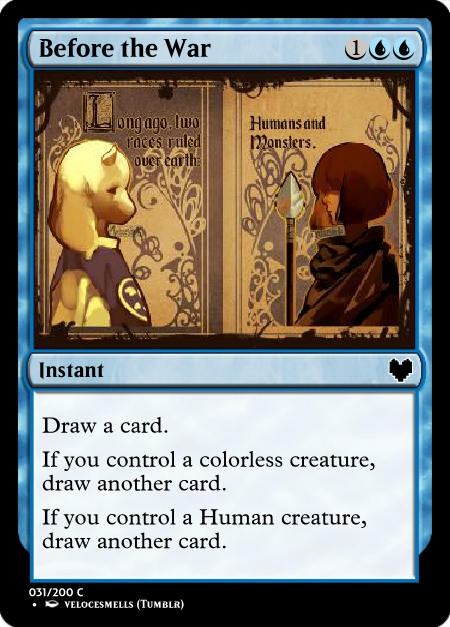 Before the War
1
Long ago, two
races ruled
over earth:
Humans and
Monsters.
Instant
Draw a card.
If you control a colorless creature,
draw another card.
If you control a Human creature,
draw another card.
031/200 C
• VELOCESMELLS (TUMBLR)